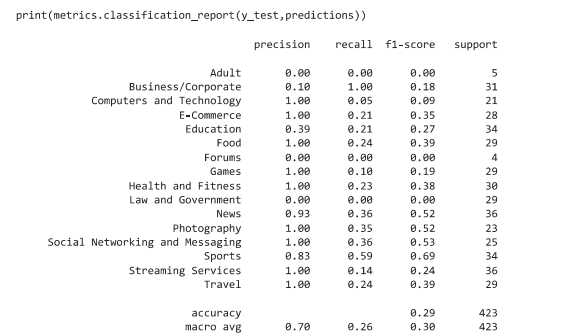 print(metrics.classification_report(y_test,predictions))
precision recall f1-score support
Adult 0.00 0.00 0.00 5
Business/Corporate 0.10 1.00 0.18 31
Computers and Technology 1.00 0.05 0.09 21
E-Commerce 1.00 0.21 0.35 28
Education 0.39 0.21 0.27 34
Food 1.00 0.24 0.39 29
Forums 0.00 0.00 0.00 4
Games 1.00 0.10 0.19 29
Health and Fitness 1.00 0.23 0.38 30
Law and Government 0.00 0.00 0.00 29
News 0.93 0.36 0.52 36
Photography 1.00 0.35 0.52 23
Social Networking and Messaging 1.00 0.36 0.53 25
Sports 0.83 0.59 0.69 34
Streaming Services 1.00 0.14 0.24 36
Travel 1.00 0.24 0.39 29
accuracy 0.29 423
macro avg 0.70 0.26 0.30 423